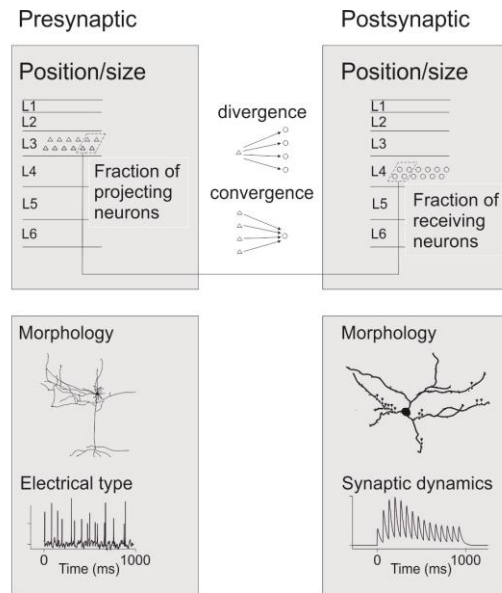 Presynaptic
Postsynaptic
Position/size
L1
L2
L3
L4
L5
L6
Fraction of
projecting
neurons
divergence
convergence
Position/size
L1
L2
L3
L4
L5
L6
Fraction of
receiving
neurons
Morphology
Electrical type
0
1000
Time (ms)
Morphology
Synaptic dynamics
0
1000
Time (ms)